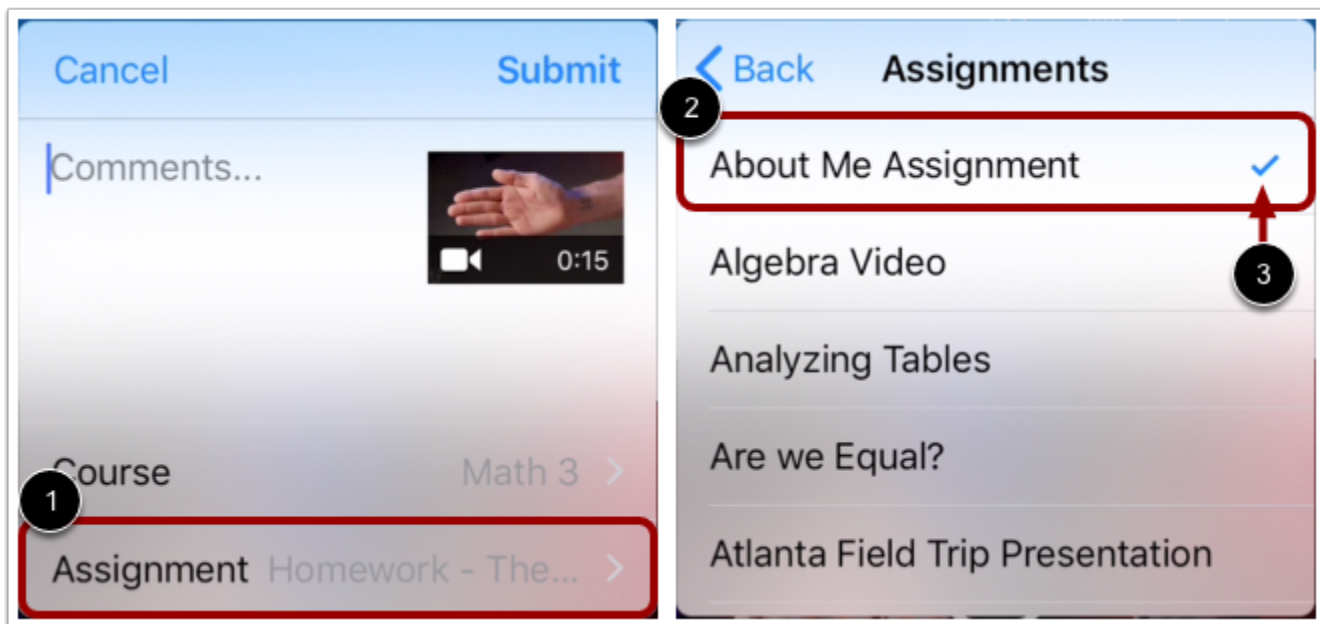 Cancel Submit
Comments...
0:15
Course Math 3
1
Assignment Homework - The...
Back Assignments
2
About Me Assignment
3
Algebra Video
Analyzing Tables
Are we Equal?
Atlanta Field Trip Presentation